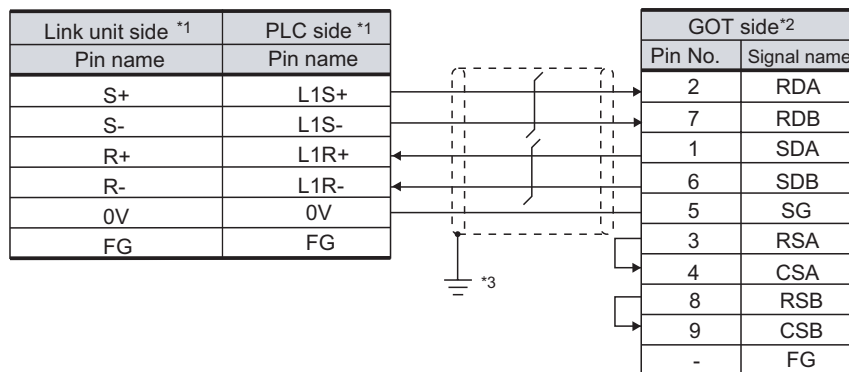 Link unit side *1 PLC side *1 GOT side*2
Pin name Pin name Pin No. Signal name
S+ L1S+ 2 RDA
S- L1S- 7 RDB
R+ L1R+ 1 SDA
R- L1R- 6 SDB
0V 0V 5 SG
FG FG 3 RSA
*3 4 CSA
8 RSB
9 CSB
- FG